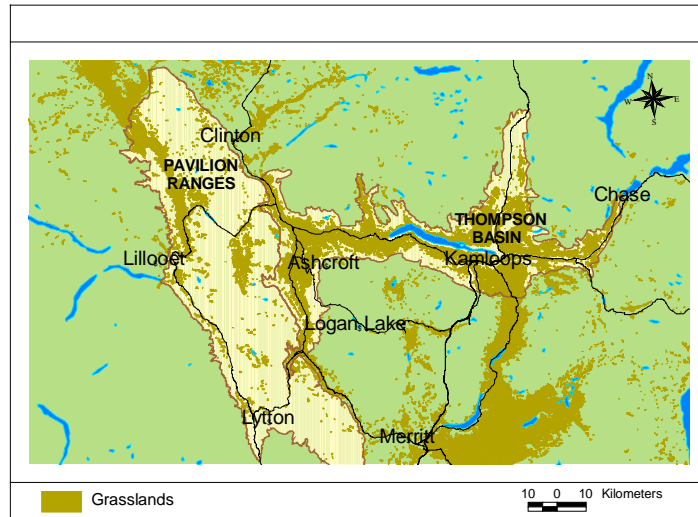 N
W E
S
Clinton
PAVILION
RANGES
Chase
THOMPSON
BASIN
Lillooet
Ashcroft
Kamloops
Logan Lake
Lytton
Merritt
Grasslands
10 0 10 Kilometers